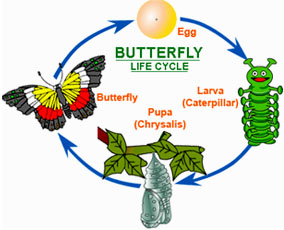 Egg
BUTTERFLY
LIFE CYCLE
Larva
(Caterpillar)
Butterfly
Pupa
(Chrysalis)